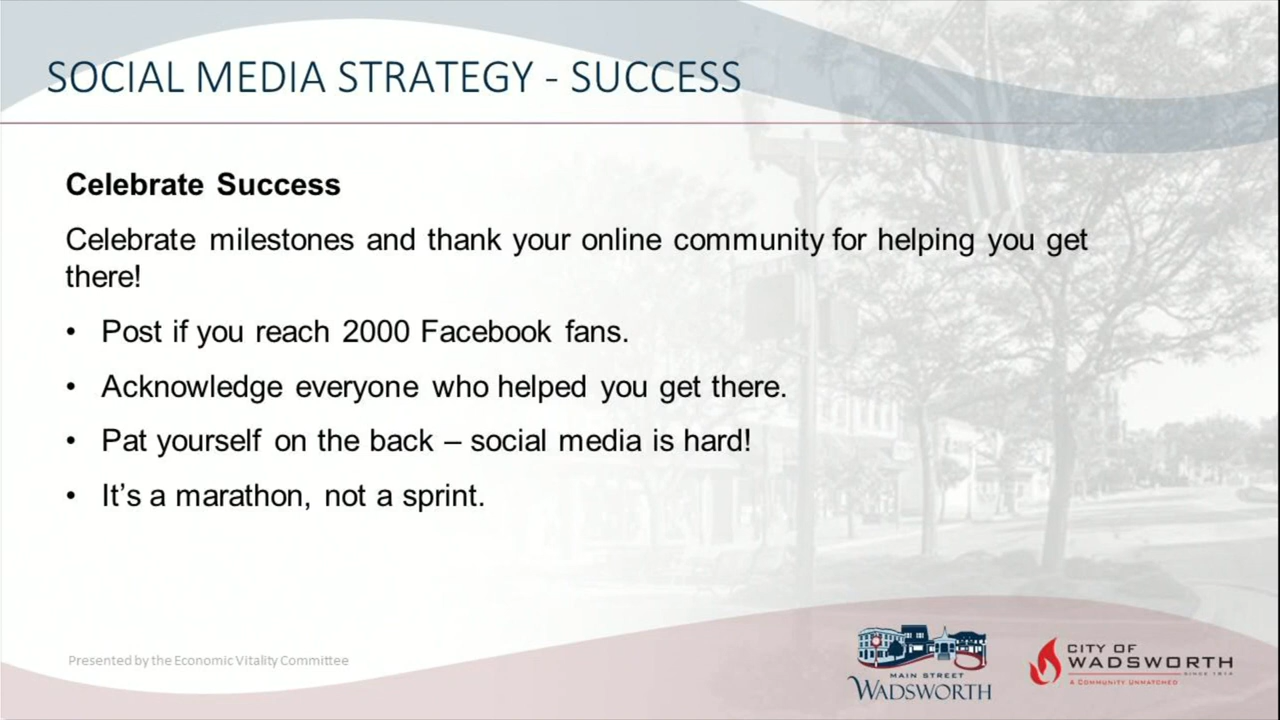 SOCIAL MEDIA STRATEGY - SUCCESS
Celebrate Success
Celebrate milestones and thank your online community for helping you get
there!
• Post if you reach 2000 Facebook fans.
• Acknowledge everyone who helped you get there.
• Pat yourself on the back – social media is hard!
• It’s a marathon, not a sprint.
Presented by the Economic Vitality Committee
MAIN STREET
WADSWORTH
CITY OF
WADSWORTH
A COMMUNITY UNMATCHED